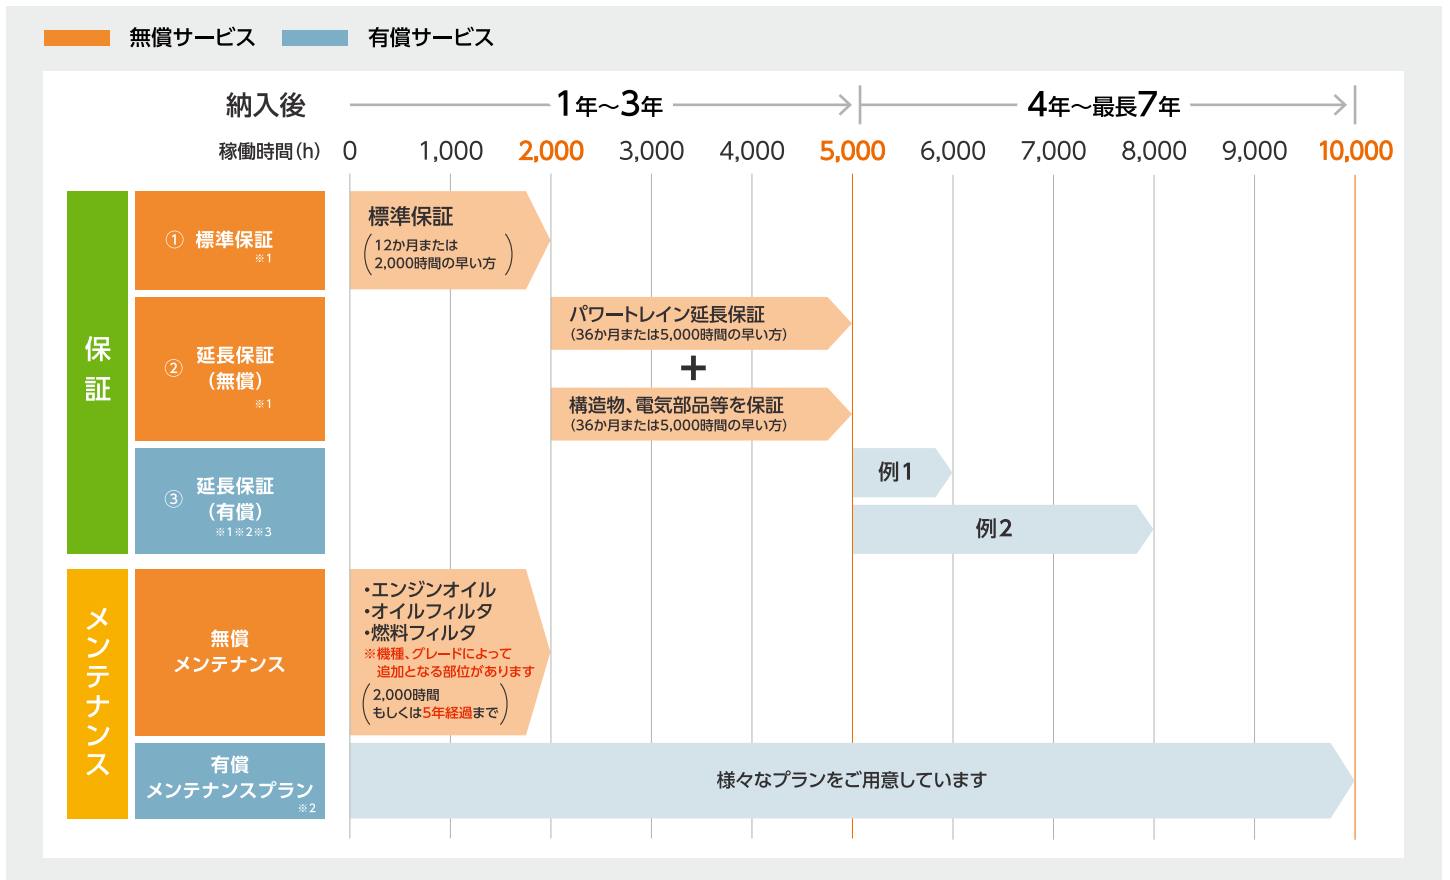 無償サービス 有償サービス
納入後 1年～3年 4年～最長7年
稼働時間(h) 0 1,000 2,000 3,000 4,000 5,000 6,000 7,000 8,000 9,000 10,000
保証
① 標準保証
※1
標準保証
(12か月または
2,000時間の早い方)
② 延長保証
(無償)
※1
パワートレイン延長保証
(36か月または5,000時間の早い方)
+
構造物、電気部品等を保証
(36か月または5,000時間の早い方)
③ 延長保証
(有償)
※1※2※3
例1
例2
メンテナンス
無償
メンテナンス
・エンジンオイル
・オイルフィルタ
・燃料フィルタ
※機種、グレードによって
追加となる部位があります
(2,000時間
もしくは5年経過まで)
有償
メンテナンスプラン
※2
様々なプランをご用意しています